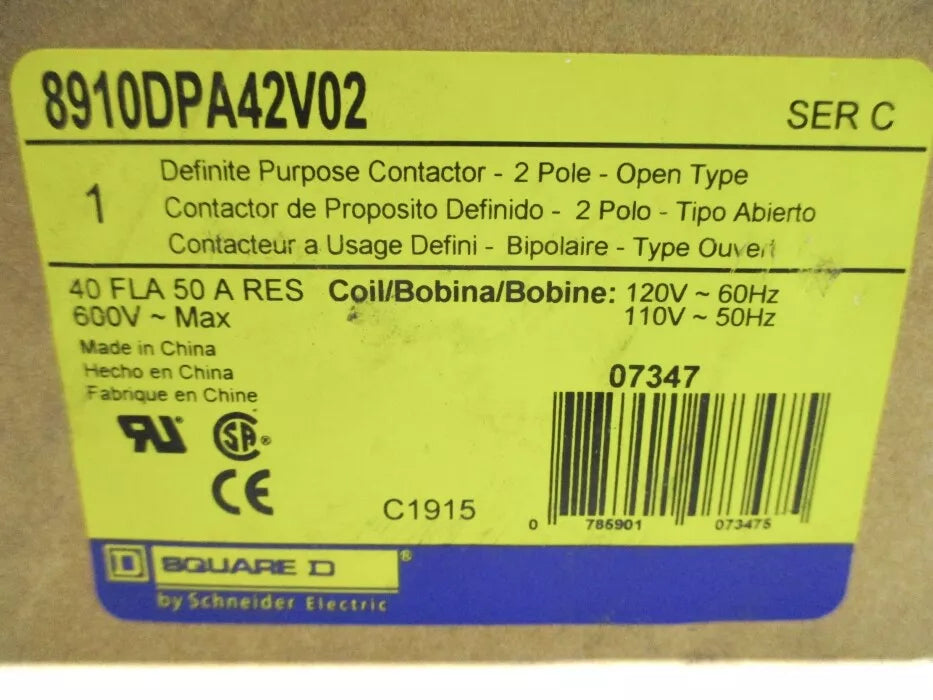 8910DPA42V02
SER C
1
Definite Purpose Contactor - 2 Pole - Open Type
Contactor de Proposito Definido - 2 Polo - Tipo Abierto
Contacteur a Usage Defini - Bipolaire - Type Ouvert
40 FLA 50 A RES Coil/Bobina/Bobine: 120V ~ 60Hz
600V ~ Max 110V ~ 50Hz
Made in China
Hecho en China
Fabrique en Chine
07347
RU
SA®
CE
C1915
0 785901 073475
D SQUARE D ®
by Schneider Electric